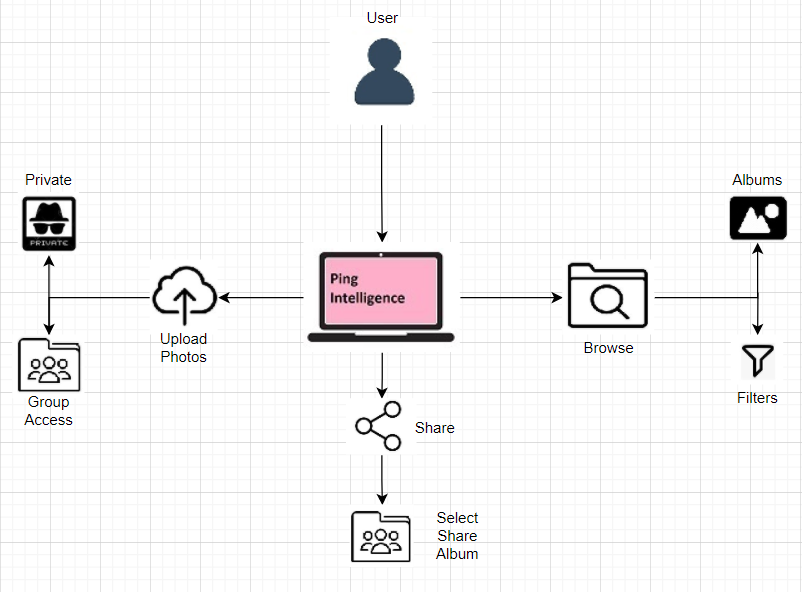 User
Private
PRIVATE
Albums
Ping
Intelligence
Upload
Photos
Browse
Group
Access
Filters
Share
Select
Share
Album